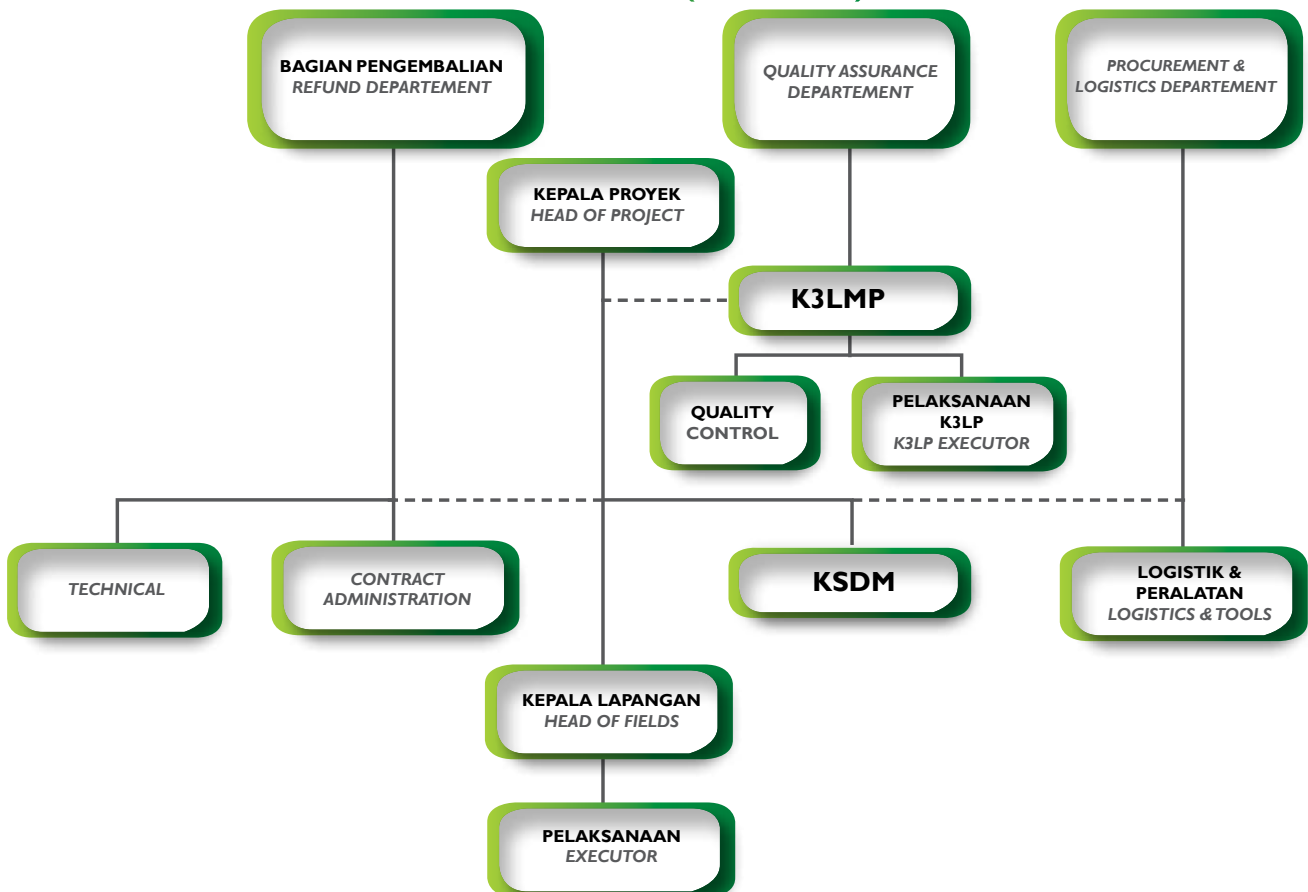 BAGIAN PENGEMBALIAN
REFUND DEPARTEMENT
QUALITY ASSURANCE
DEPARTEMENT
PROCUREMENT &
LOGISTICS DEPARTEMENT
KEPALA PROYEK
HEAD OF PROJECT
K3LMP
QUALITY
CONTROL
PELAKSANAAN
K3LP
K3LP EXECUTOR
TECHNICAL
CONTRACT
ADMINISTRATION
KSDM
LOGISTIK &
PERALATAN
LOGISTICS & TOOLS
KEPALA LAPANGAN
HEAD OF FIELDS
PELAKSANAAN
EXECUTOR